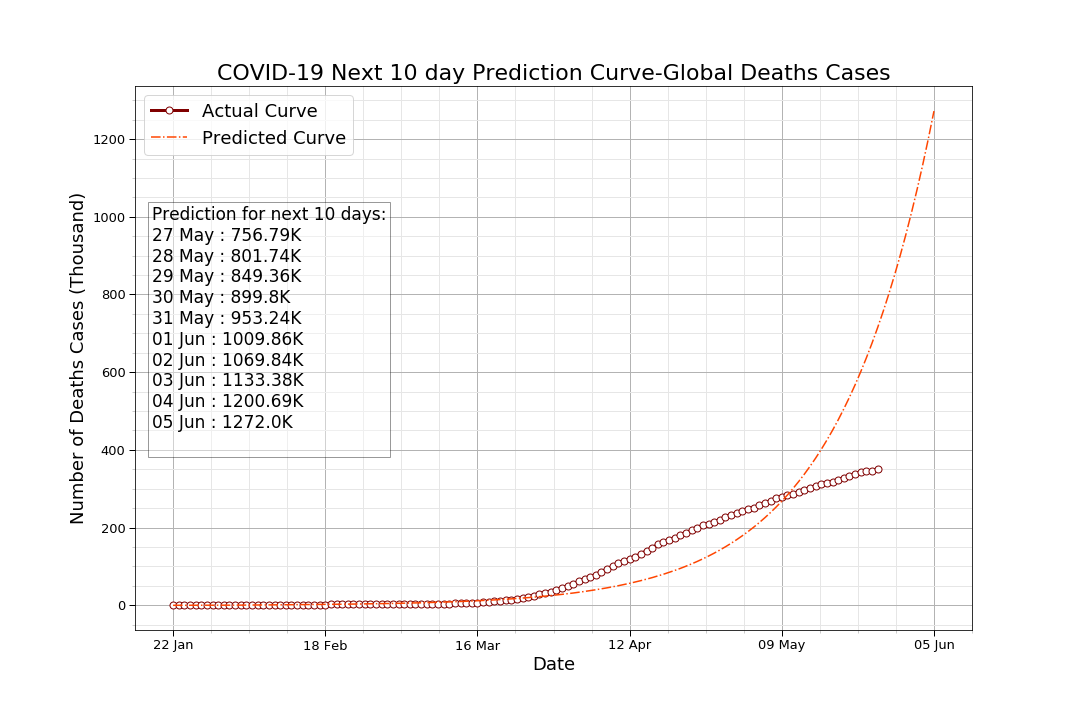 COVID-19 Next 10 day Prediction Curve-Global Deaths Cases
Actual Curve
Predicted Curve
Prediction for next 10 days:
27 May : 756.79K
28 May : 801.74K
29 May : 849.36K
30 May : 899.8K
31 May : 953.24K
01 Jun : 1009.86K
02 Jun : 1069.84K
03 Jun : 1133.38K
04 Jun : 1200.69K
05 Jun : 1272.0K
Number of Deaths Cases (Thousand)
1200
1000
800
600
400
200
0
22 Jan 18 Feb 16 Mar 12 Apr 09 May 05 Jun
Date